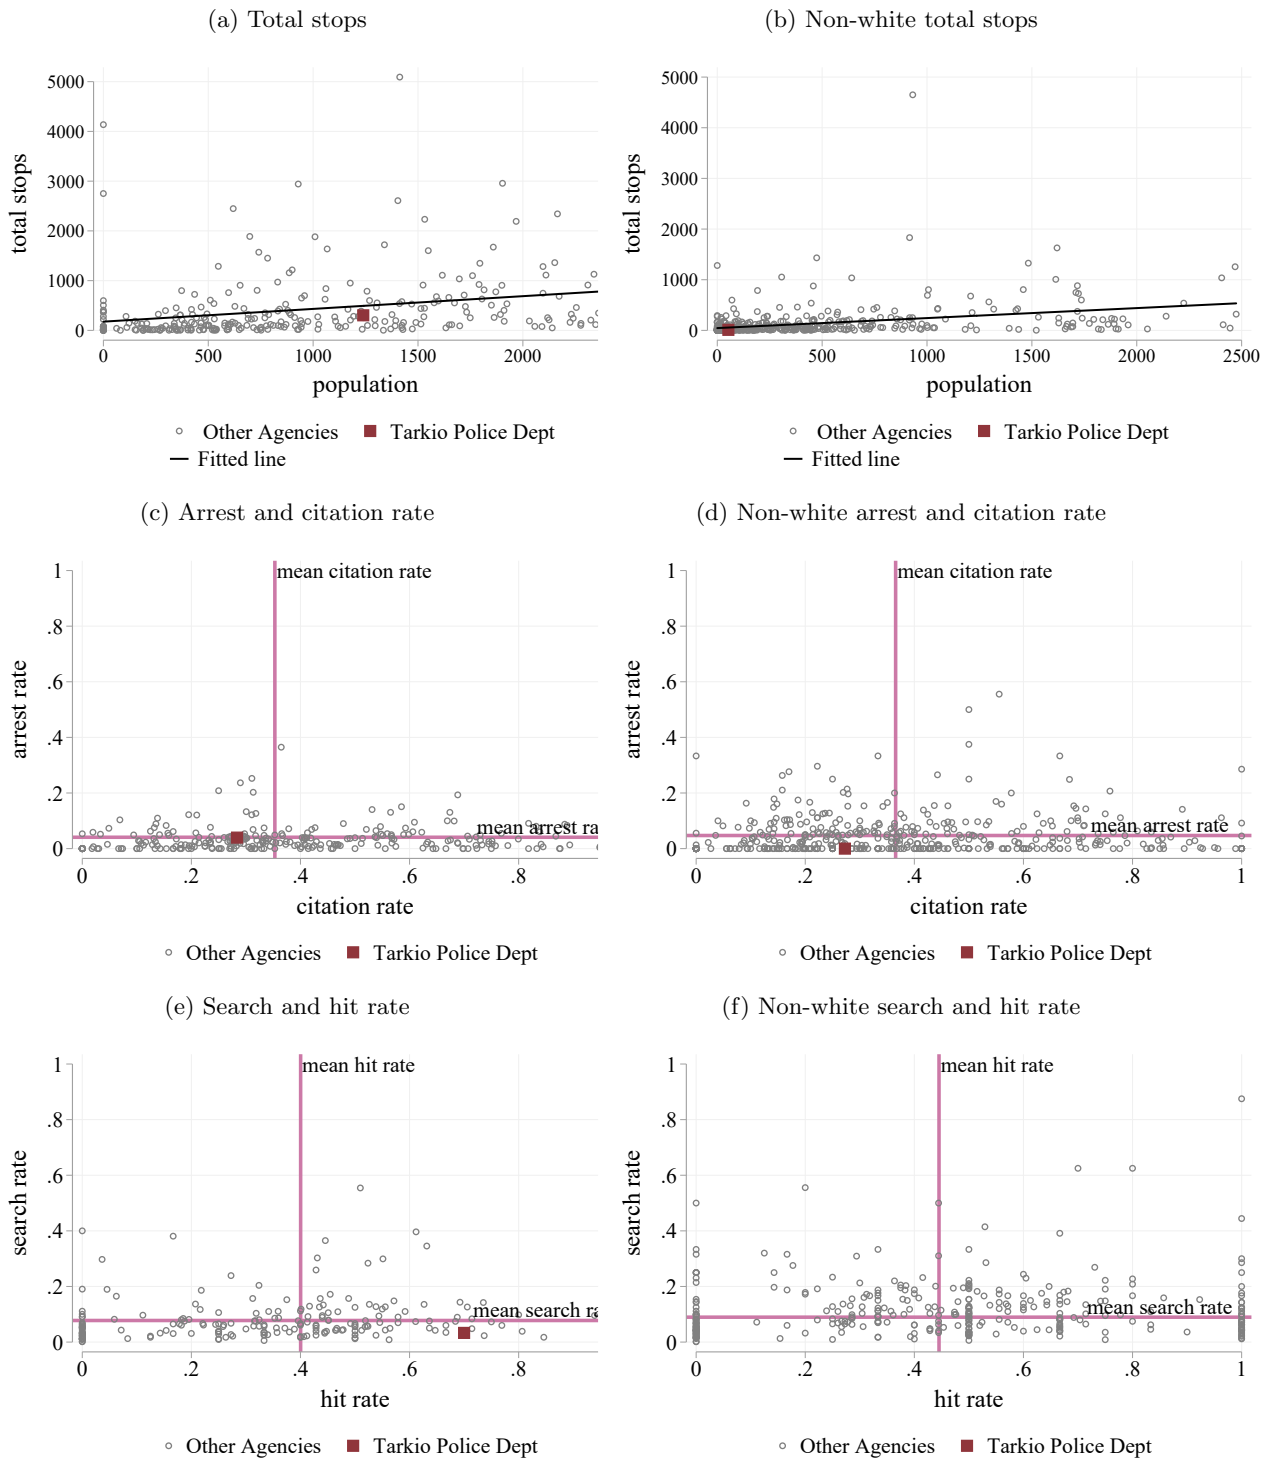 (a) Total stops
total stops
5000
4000
3000
2000
1000
0
0 500 1000 1500 2000
population
Other Agencies Tarkio Police Dept
Fitted line
(b) Non-white total stops
total stops
5000
4000
3000
2000
1000
0
0 500 1000 1500 2000 2500
population
Other Agencies Tarkio Police Dept
Fitted line
(c) Arrest and citation rate
arrest rate
1
.8
.6
.4
.2
0
mean citation rate
mean arrest ra
0 .2 .4 .6 .8
citation rate
Other Agencies Tarkio Police Dept
(d) Non-white arrest and citation rate
arrest rate
1
.8
.6
.4
.2
0
mean citation rate
mean arrest rate
0 .2 .4 .6 .8 1
citation rate
Other Agencies Tarkio Police Dept
(e) Search and hit rate
search rate
1
.8
.6
.4
.2
0
mean hit rate
mean search ra
0 .2 .4 .6 .8
hit rate
Other Agencies Tarkio Police Dept
(f) Non-white search and hit rate
search rate
1
.8
.6
.4
.2
0
mean hit rate
mean search rate
0 .2 .4 .6 .8 1
hit rate
Other Agencies Tarkio Police Dept